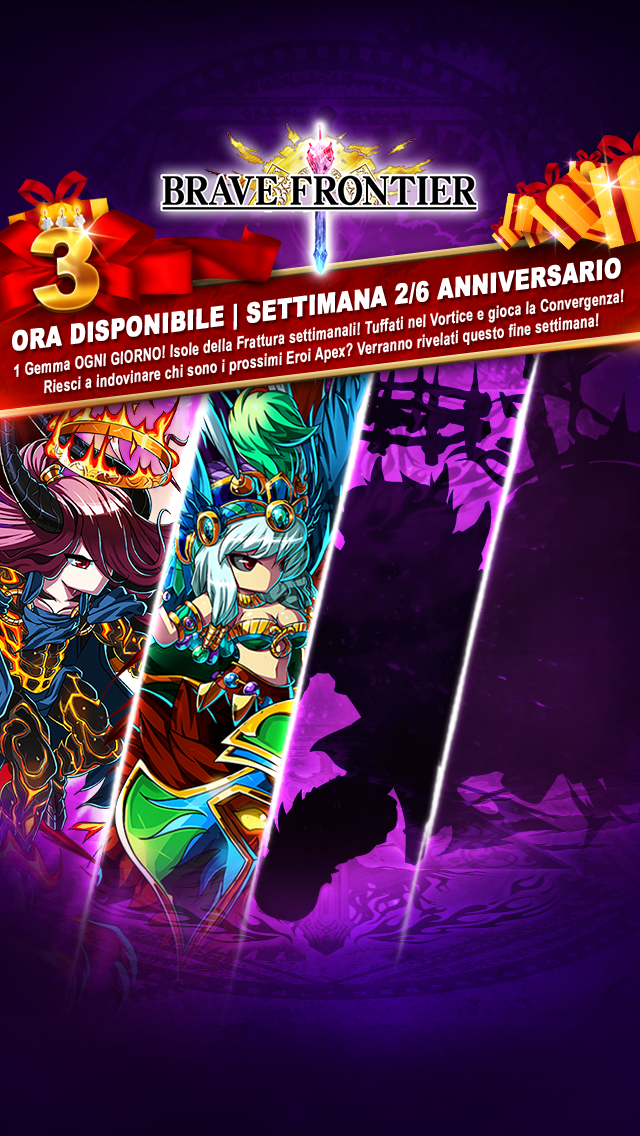 BRAVE FRONTIER
3
ORA DISPONIBILE | SETTIMANA 2/6 ANNIVERSARIO
1 Gemma OGNI GIORNO! Isole della Frattura settimanali! Tuffati nel Vortice e gioca la Convergenza!
Riesci a indovinare chi sono i prossimi Eroi Apex? Verranno rivelati questo fine settimana!